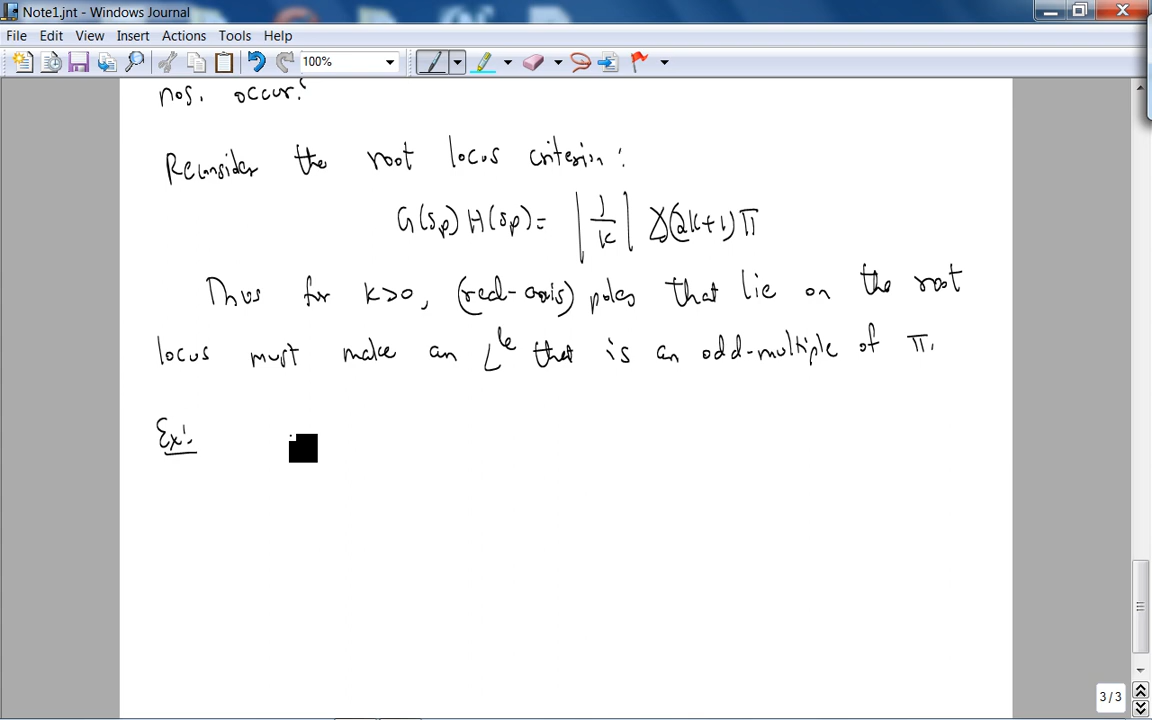 Note1.jnt - Windows Journal
File Edit View Insert Actions Tools Help
100%
nos. occur?
Reconsider the root locus criterion:
G(sp) H(sp) = |1/K| ∠(2k+1)π
Thus for K>0, (real-axis) poles that lie on the root
locus must make an ∠le that is an odd-multiple of π.
Ex:
3/3